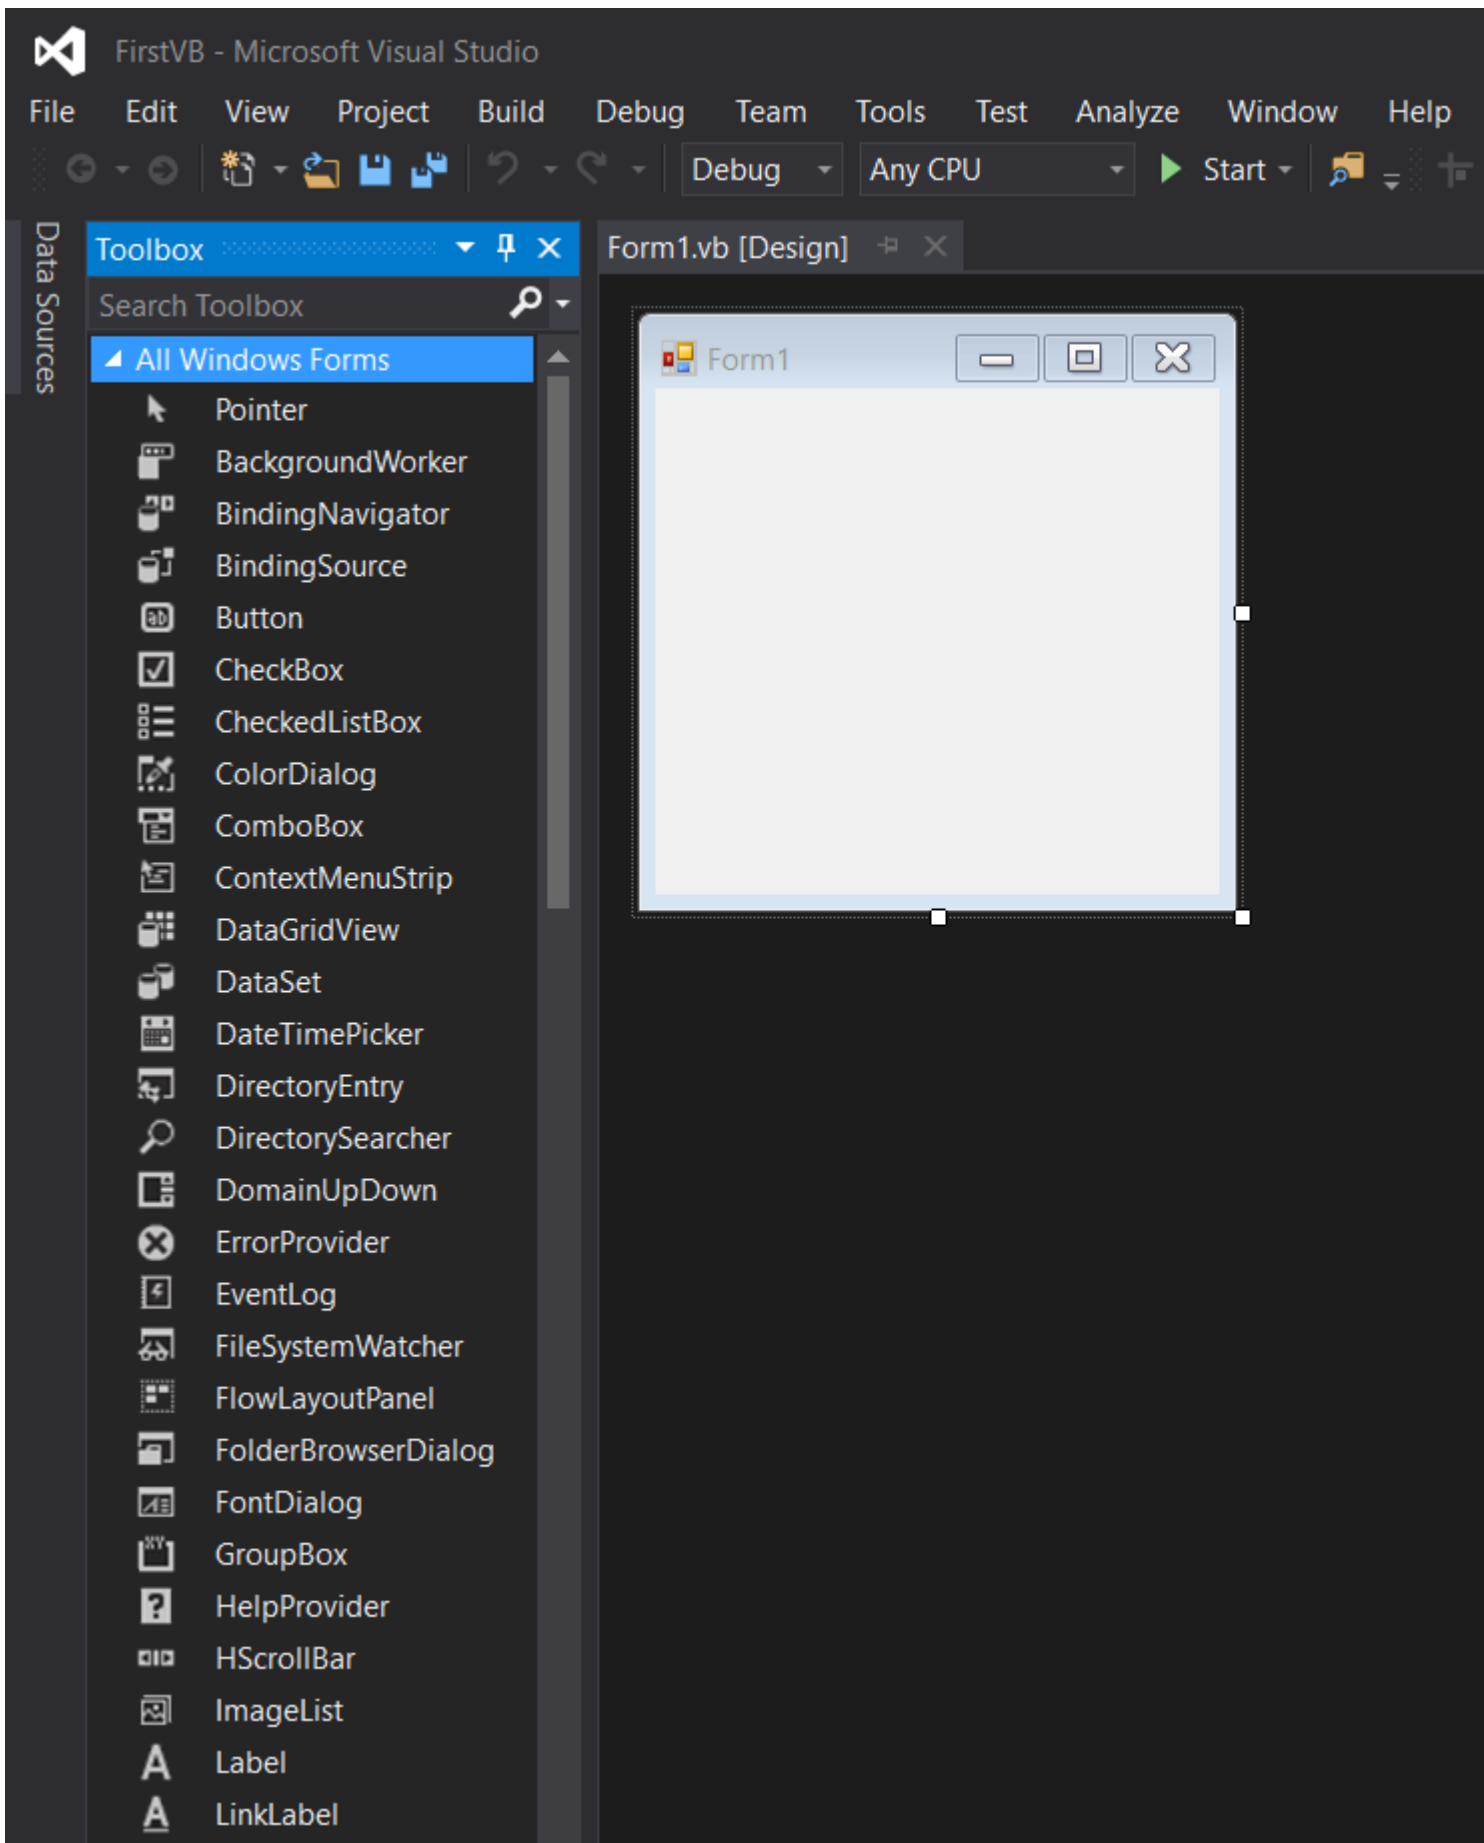 FirstVB - Microsoft Visual Studio
File Edit View Project Build Debug Team Tools Test Analyze Window Help
Debug Any CPU Start
Data Sources
Toolbox
Search Toolbox
All Windows Forms
Pointer
BackgroundWorker
BindingNavigator
BindingSource
Button
CheckBox
CheckedListBox
ColorDialog
ComboBox
ContextMenuStrip
DataGridView
DataSet
DateTimePicker
DirectoryEntry
DirectorySearcher
DomainUpDown
ErrorProvider
EventLog
FileSystemWatcher
FlowLayoutPanel
FolderBrowserDialog
FontDialog
GroupBox
HelpProvider
HScrollBar
ImageList
Label
LinkLabel
Form1.vb [Design]
Form1